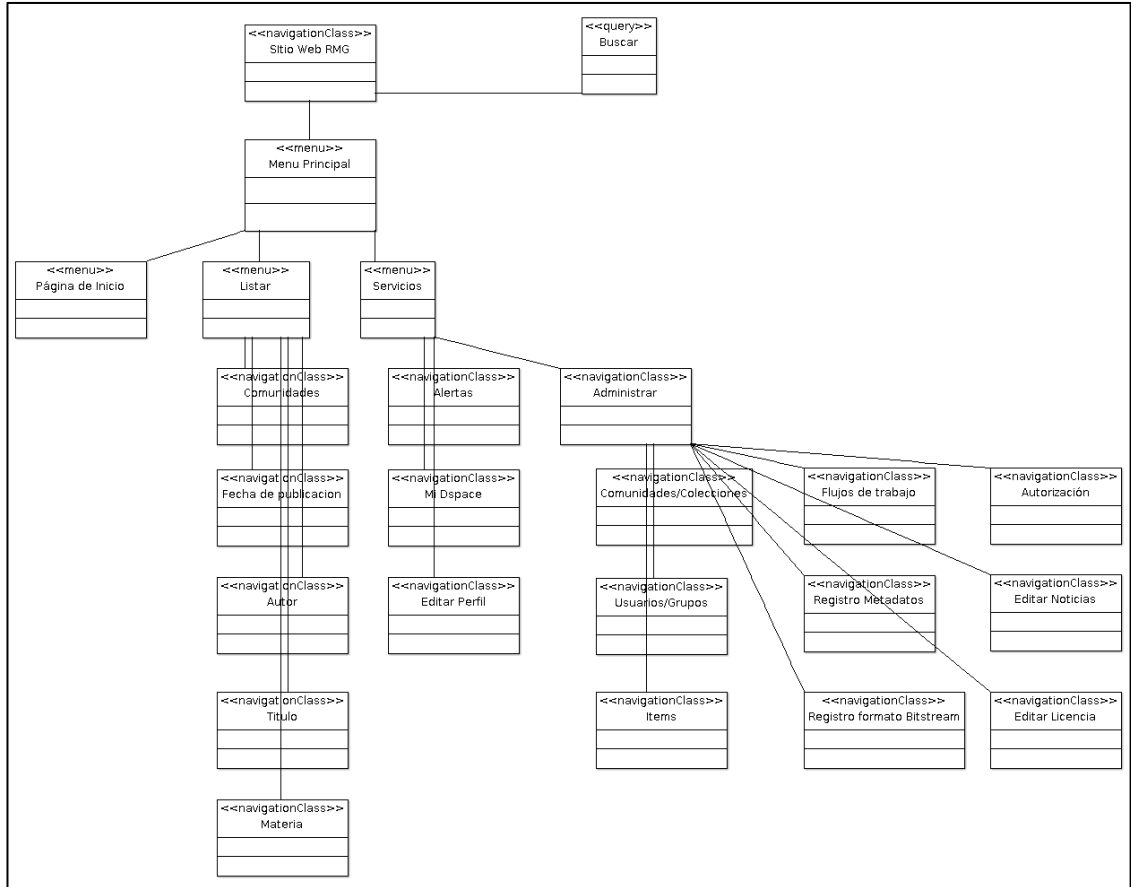 <<navigationClass>>
SItio Web RMG
<<query>>
Buscar
<<menu>>
Menu Principal
<<menu>>
Página de Inicio
<<menu>>
Listar
<<menu>>
Servicios
<<navigationClass>>
Comunidades
<<navigationClass>>
Alertas
<<navigationClass>>
Administrar
<<navigationClass>>
Fecha de publicacion
<<navigationClass>>
Mi Dspace
<<navigationClass>>
Comunidades/Colecciones
<<navigationClass>>
Flujos de trabajo
<<navigationClass>>
Autorización
<<navigationClass>>
Autor
<<navigationClass>>
Editar Perfil
<<navigationClass>>
Usuarios/Grupos
<<navigationClass>>
Registro Metadatos
<<navigationClass>>
Editar Noticias
<<navigationClass>>
Titulo
<<navigationClass>>
Items
<<navigationClass>>
Registro formato Bitstream
<<navigationClass>>
Editar Licencia
<<navigationClass>>
Materia